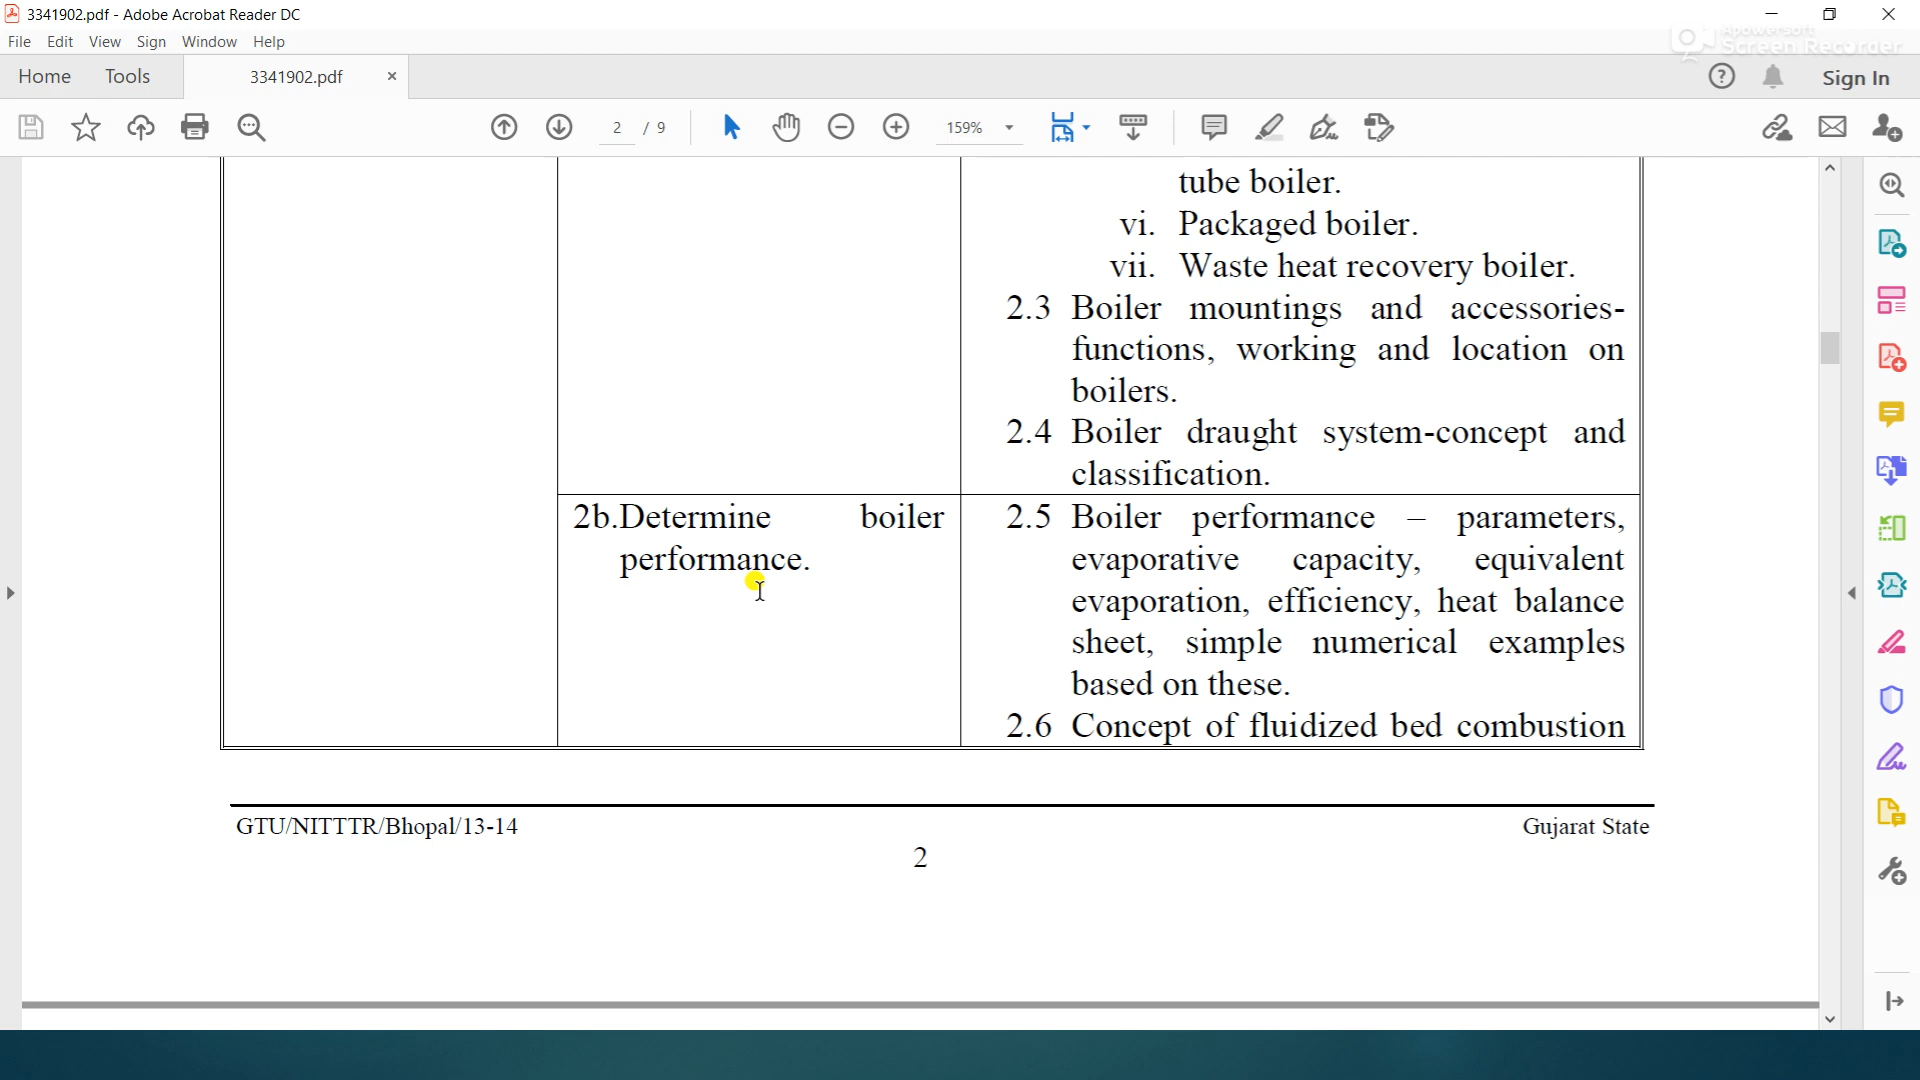 3341902.pdf - Adobe Acrobat Reader DC
File Edit View Sign Window Help
Apowersoft
Screen Recorder
Home Tools 3341902.pdf × Sign In
2 / 9 159%
tube boiler.
vi. Packaged boiler.
vii. Waste heat recovery boiler.
2.3 Boiler mountings and accessories-
functions, working and location on
boilers.
2.4 Boiler draught system-concept and
classification.
2b.Determine boiler
performance.
2.5 Boiler performance – parameters,
evaporative capacity, equivalent
evaporation, efficiency, heat balance
sheet, simple numerical examples
based on these.
2.6 Concept of fluidized bed combustion
GTU/NITTTR/Bhopal/13-14 Gujarat State
2